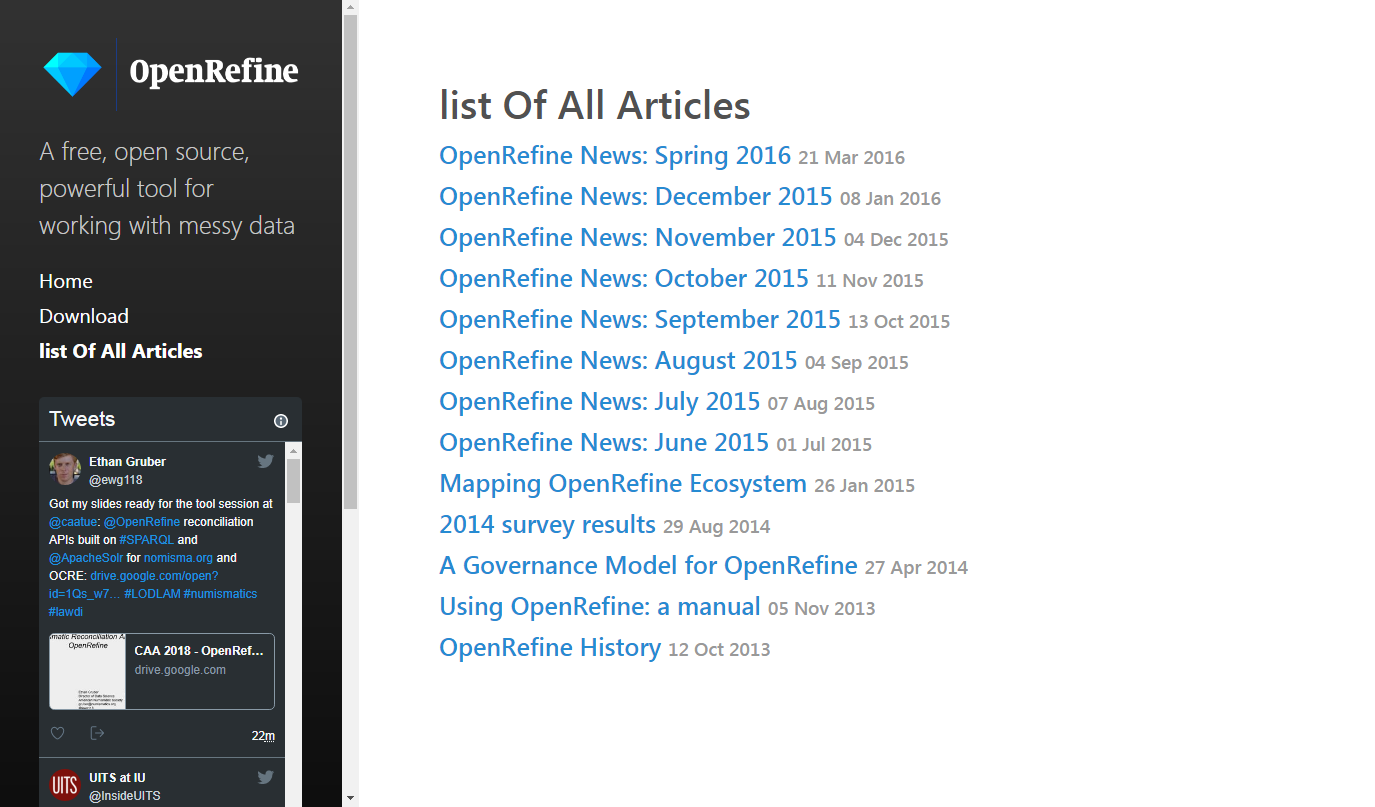 OpenRefine
A free, open source,
powerful tool for
working with messy data
Home
Download
list Of All Articles
Tweets
Ethan Gruber
@ewg118
Got my slides ready for the tool session at
@caatue: @OpenRefine reconciliation
APIs built on #SPARQL and
@ApacheSolr for nomisma.org and
OCRE: drive.google.com/open?
id=1Qs_w7… #LODLAM #numismatics
#lawdi
OpenRefine
CAA 2018 - OpenRef…
drive.google.com
22m
UITS
UITS at IU
@InsideUITS
list Of All Articles
OpenRefine News: Spring 2016 21 Mar 2016
OpenRefine News: December 2015 08 Jan 2016
OpenRefine News: November 2015 04 Dec 2015
OpenRefine News: October 2015 11 Nov 2015
OpenRefine News: September 2015 13 Oct 2015
OpenRefine News: August 2015 04 Sep 2015
OpenRefine News: July 2015 07 Aug 2015
OpenRefine News: June 2015 01 Jul 2015
Mapping OpenRefine Ecosystem 26 Jan 2015
2014 survey results 29 Aug 2014
A Governance Model for OpenRefine 27 Apr 2014
Using OpenRefine: a manual 05 Nov 2013
OpenRefine History 12 Oct 2013